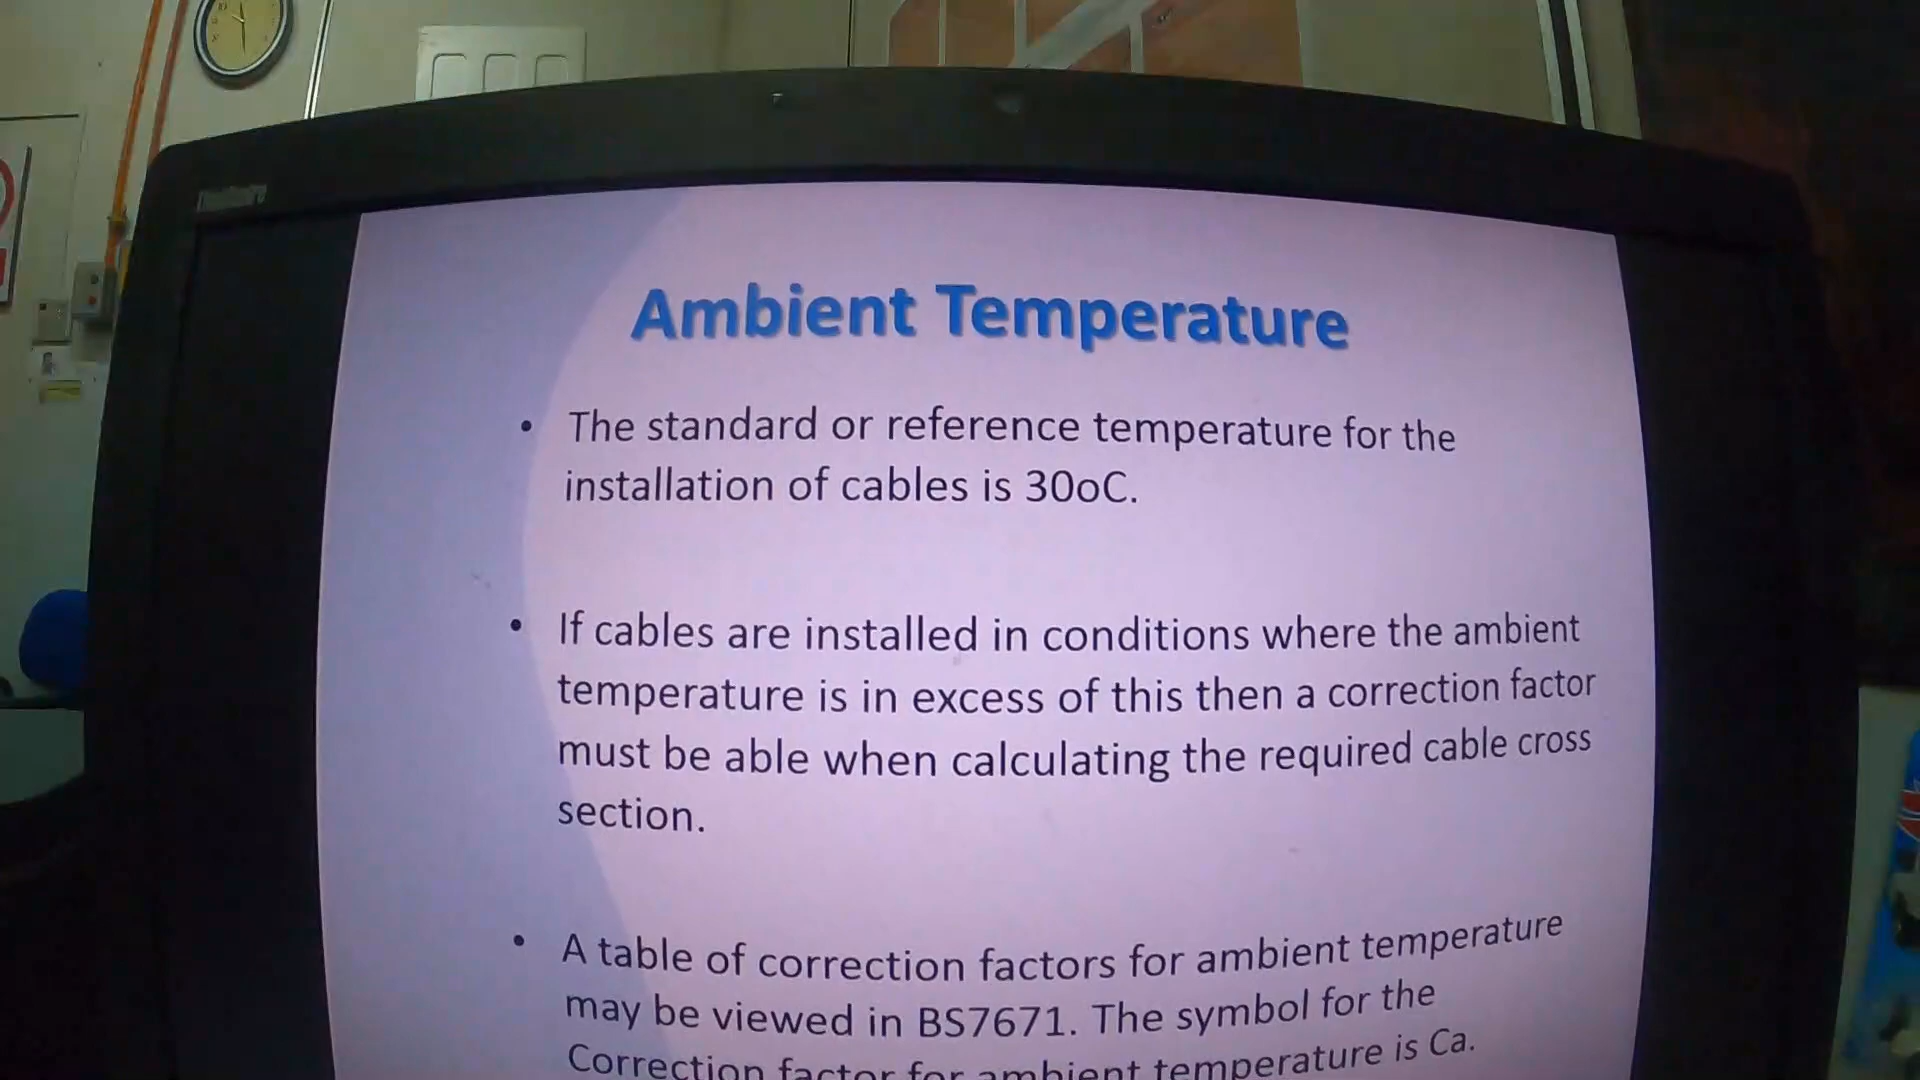 Ambient Temperature
• The standard or reference temperature for the
installation of cables is 30oC.
• If cables are installed in conditions where the ambient
temperature is in excess of this then a correction factor
must be able when calculating the required cable cross
section.
• A table of correction factors for ambient temperature
may be viewed in BS7671. The symbol for the
Correction factor for ambient temperature is Ca.